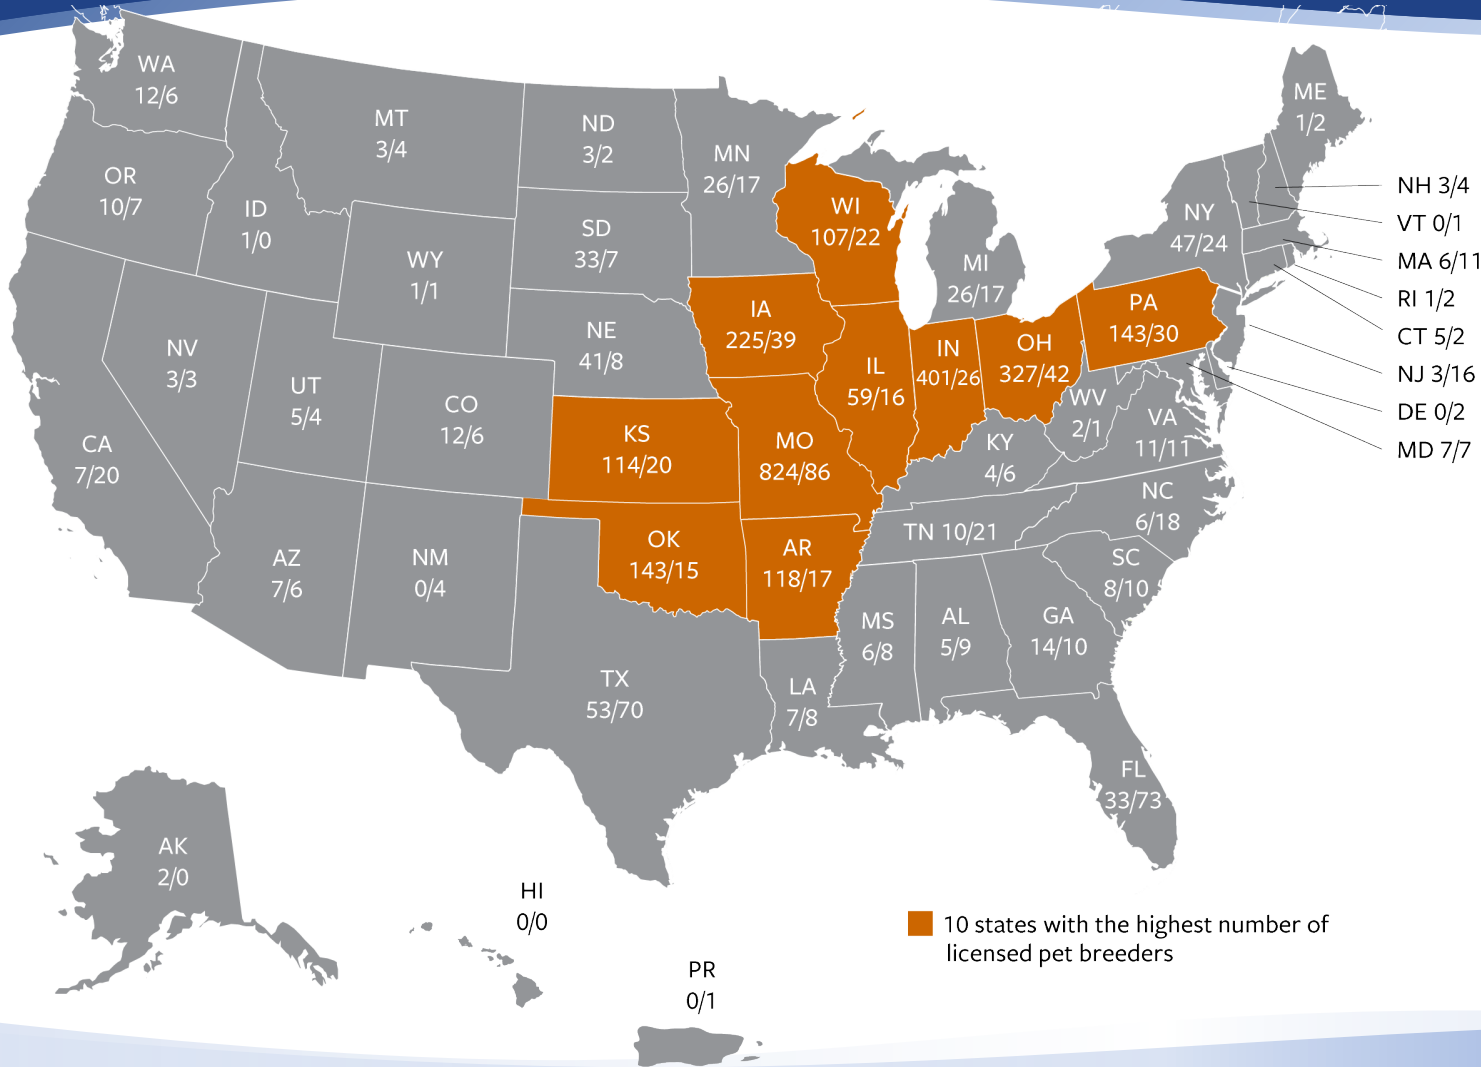 WA
12/6
MT
3/4
ND
3/2
MN
26/17
ME
1/2
OR
10/7
ID
1/0
WY
1/1
SD
33/7
WI
107/22
MI
26/17
NY
47/24
NH 3/4
VT 0/1
MA 6/11
RI 1/2
CT 5/2
NJ 3/16
DE 0/2
MD 7/7
NV
3/3
UT
5/4
CO
12/6
NE
41/8
IA
225/39
IL
59/16
IN
401/26
OH
327/42
PA
143/30
CA
7/20
KS
114/20
MO
824/86
KY
4/6
WV
2/1
VA
11/11
NC
6/18
TN 10/21
AZ
7/6
NM
0/4
OK
143/15
AR
118/17
SC
8/10
MS
6/8
AL
5/9
GA
14/10
TX
53/70
LA
7/8
FL
33/73
AK
2/0
HI
0/0
PR
0/1
10 states with the highest number of
licensed pet breeders